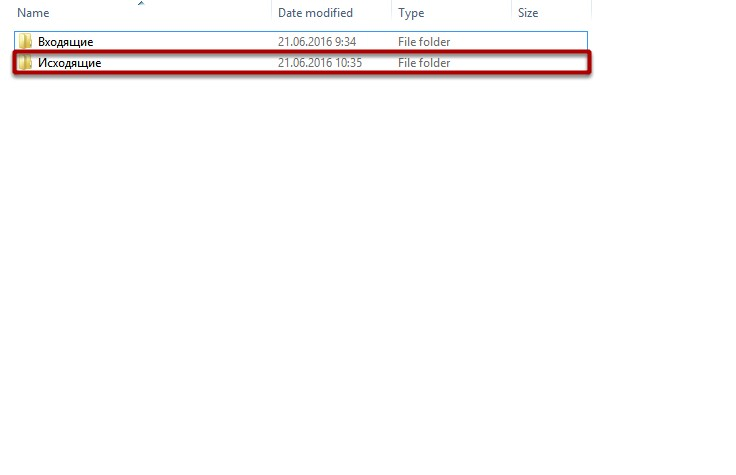 Name Date modified Type Size
Входящие 21.06.2016 9:34 File folder
Исходящие 21.06.2016 10:35 File folder